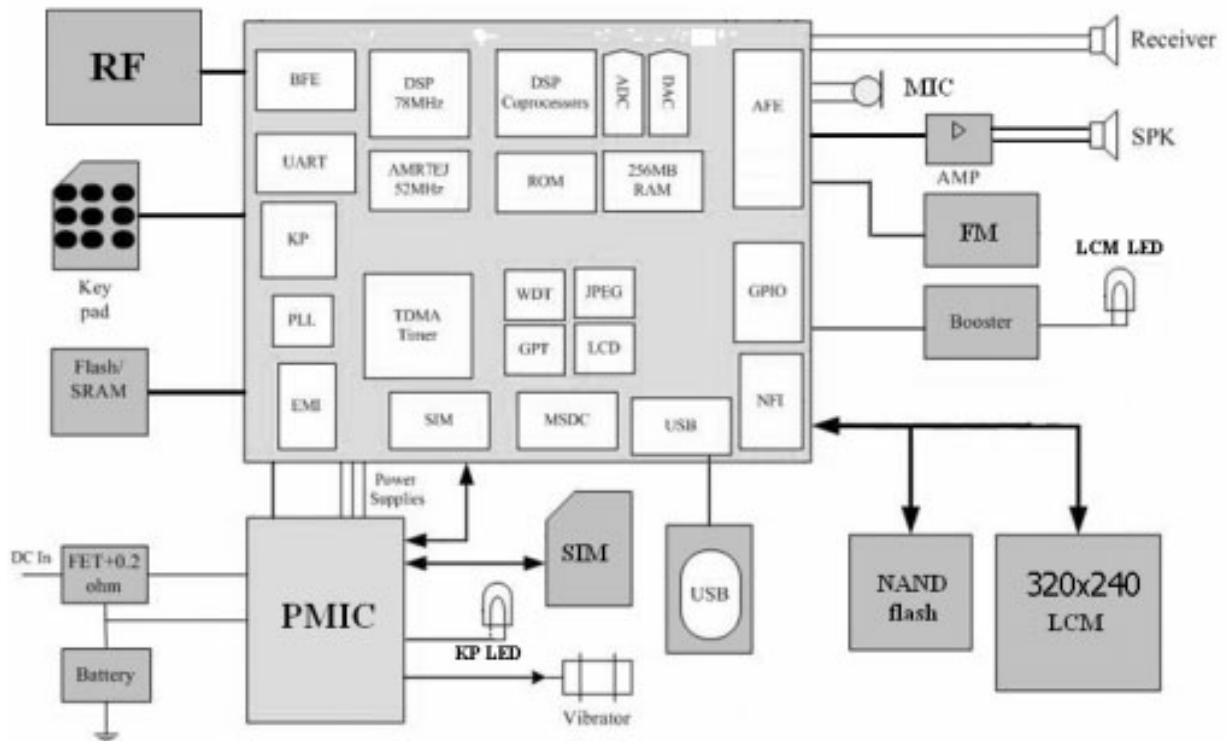 RF
BFE
DSP
78MHz
DSP
Coprocessors
ADC
DAC
AFE
Receiver
MIC
SPK
AMP
UART
AMR7EJ
52MHz
ROM
256MB
RAM
KP
Key
pad
FM
LCM LED
GPIO
Booster
PLL
TDMA
Timer
WDT
JPEG
GPT
LCD
Flash/
SRAM
EMI
SIM
MSDC
USB
NFI
Power
Supplies
DC In
FET+0.2
ohm
PMIC
SIM
KP LED
USB
NAND
flash
320x240
LCM
Battery
Vibrator